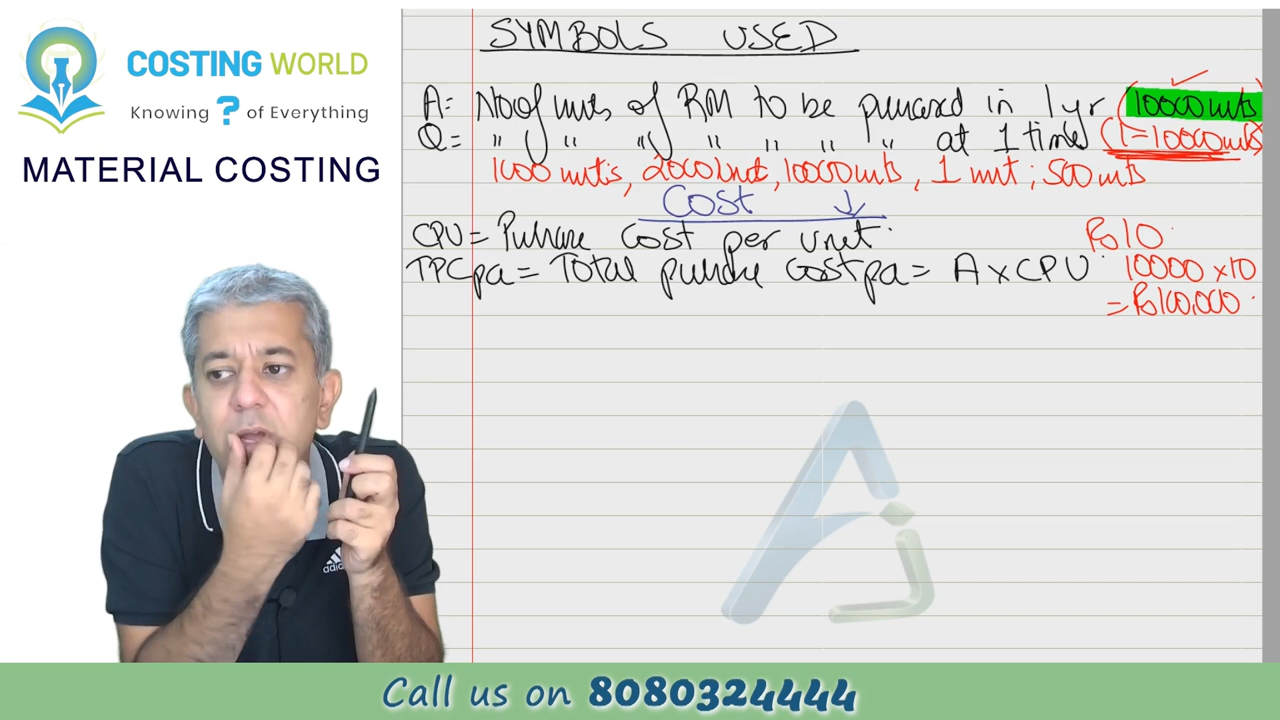 COSTING WORLD
Knowing ? of Everything
MATERIAL COSTING
SYMBOLS USED
A = No of units of RM to be purchased in 1 yr (10000 units
Q = " " " " " " " at 1 time (1 - 10000 units)
1000 units, 2000 unit, 10000 units, 1 unit; 500 units
Cost ↓
CPU = Purchase cost per unit.
Rs 10
TPCpa = Total purchase cost pa = A x CPU
10000 x 10
= Rs 100,000.
adidas
Call us on 8080324444